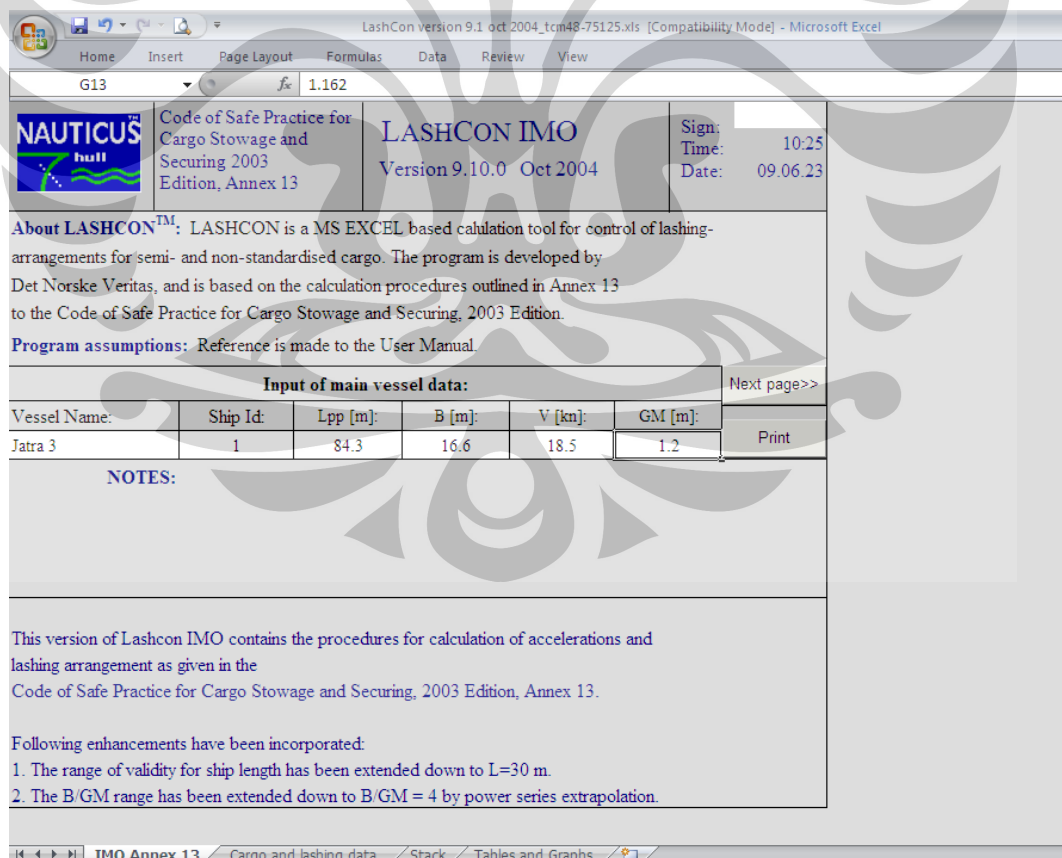 LashCon version 9.1 oct 2004_tcm48-75125.xls [Compatibility Mode] - Microsoft Excel
Home Insert Page Layout Formulas Data Review View
G13 fx 1.162
NAUTICUS™
hull
Code of Safe Practice for
Cargo Stowage and
Securing 2003
Edition, Annex 13
LASHCON IMO
Version 9.10.0 Oct 2004
Sign:
Time: 10:25
Date: 09.06.23
About LASHCON™: LASHCON is a MS EXCEL based calulation tool for control of lashing-
arrangements for semi- and non-standardised cargo. The program is developed by
Det Norske Veritas, and is based on the calculation procedures outlined in Annex 13
to the Code of Safe Practice for Cargo Stowage and Securing, 2003 Edition.
Program assumptions: Reference is made to the User Manual.
Input of main vessel data: Next page>>
Vessel Name: Ship Id: Lpp [m]: B [m]: V [kn]: GM [m]:
Jatra 3 1 84.3 16.6 18.5 1.2 Print
NOTES:
This version of Lashcon IMO contains the procedures for calculation of accelerations and
lashing arrangement as given in the
Code of Safe Practice for Cargo Stowage and Securing, 2003 Edition, Annex 13.
Following enhancements have been incorporated:
1. The range of validity for ship length has been extended down to L=30 m.
2. The B/GM range has been extended down to B/GM = 4 by power series extrapolation.
IMO Annex 13 Cargo and lashing data Stack Tables and Graphs